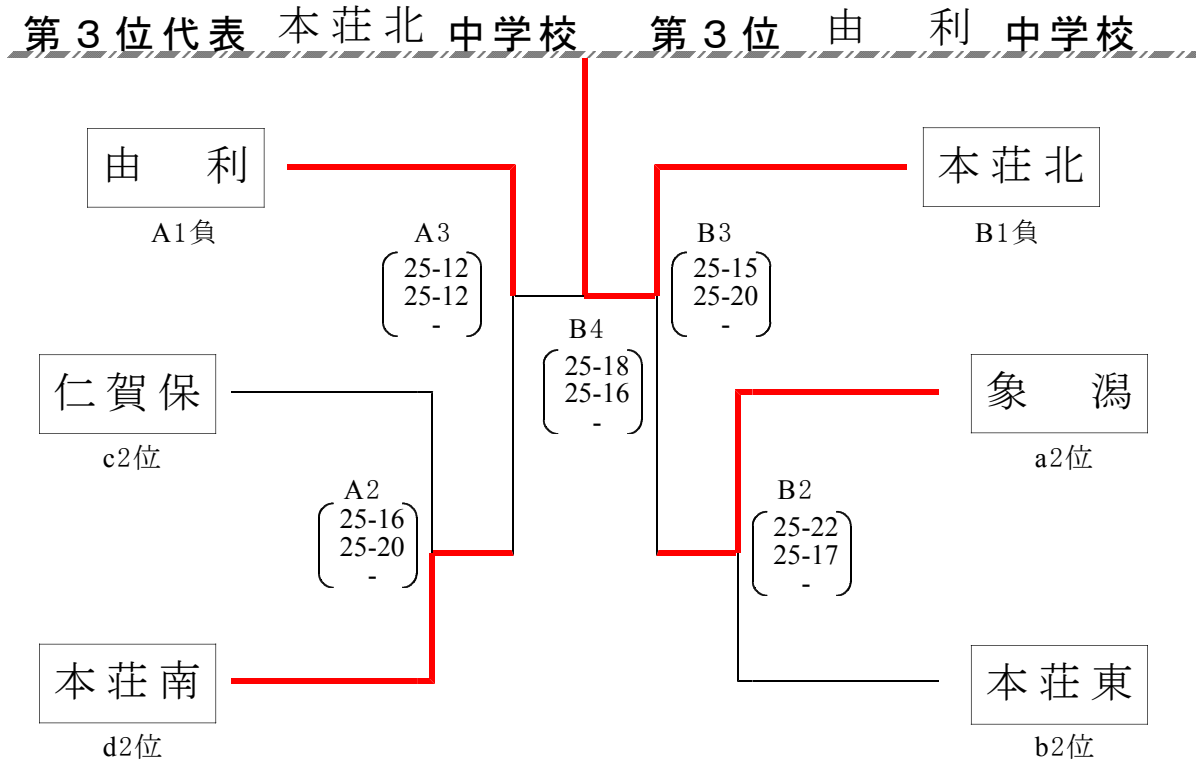 第3位代表 本荘北 中学校 第3位 由 利 中学校
由 利
本荘北
A1負
B1負
A3
25-12
25-12
-
B3
25-15
25-20
-
B4
25-18
25-16
-
仁賀保
象 潟
c2位
a2位
A2
25-16
25-20
-
B2
25-22
25-17
-
本荘南
本荘東
d2位
b2位